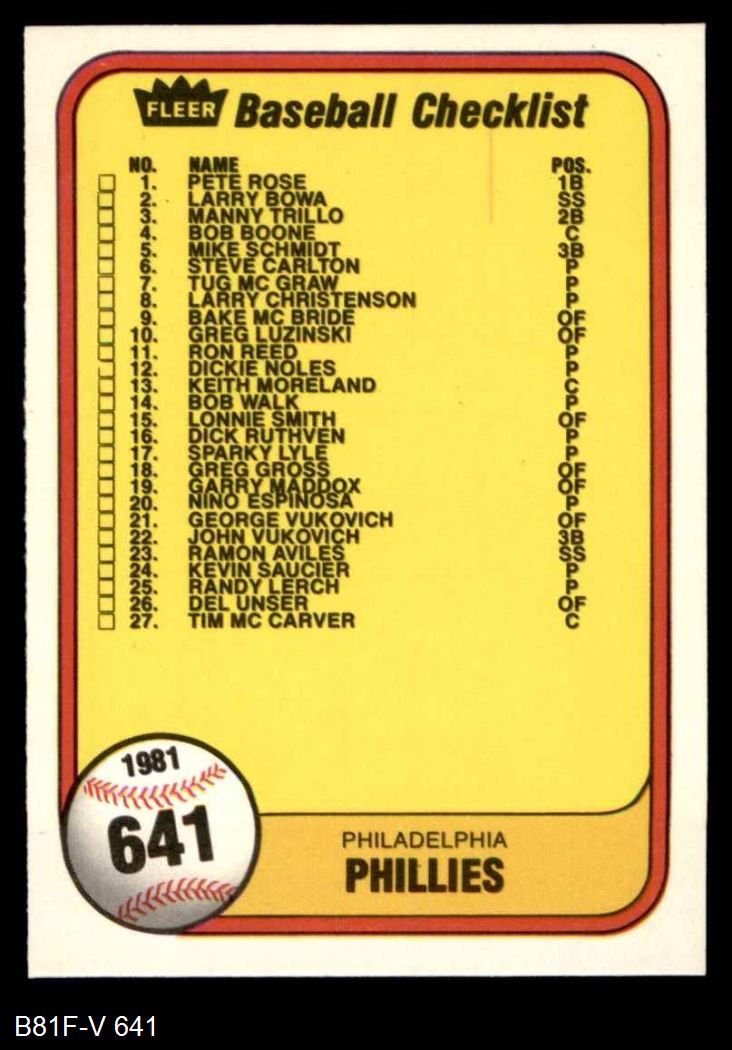 FLEER Baseball Checklist
NO. NAME POS.
1. PETE ROSE 1B
2. LARRY BOWA SS
3. MANNY TRILLO 2B
4. BOB BOONE C
5. MIKE SCHMIDT 3B
6. STEVE CARLTON P
7. TUG MC GRAW P
8. LARRY CHRISTENSON P
9. BAKE MC BRIDE OF
10. GREG LUZINSKI OF
11. RON REED P
12. DICKIE NOLES P
13. KEITH MORELAND C
14. BOB WALK P
15. LONNIE SMITH OF
16. DICK RUTHVEN P
17. SPARKY LYLE P
18. GREG GROSS OF
19. GARRY MADDOX OF
20. NINO ESPINOSA P
21. GEORGE VUKOVICH OF
22. JOHN VUKOVICH 3B
23. RAMON AVILES SS
24. KEVIN SAUCIER P
25. RANDY LERCH P
26. DEL UNSER OF
27. TIM MC CARVER C
1981
641
PHILADELPHIA
PHILLIES
B81F-V 641